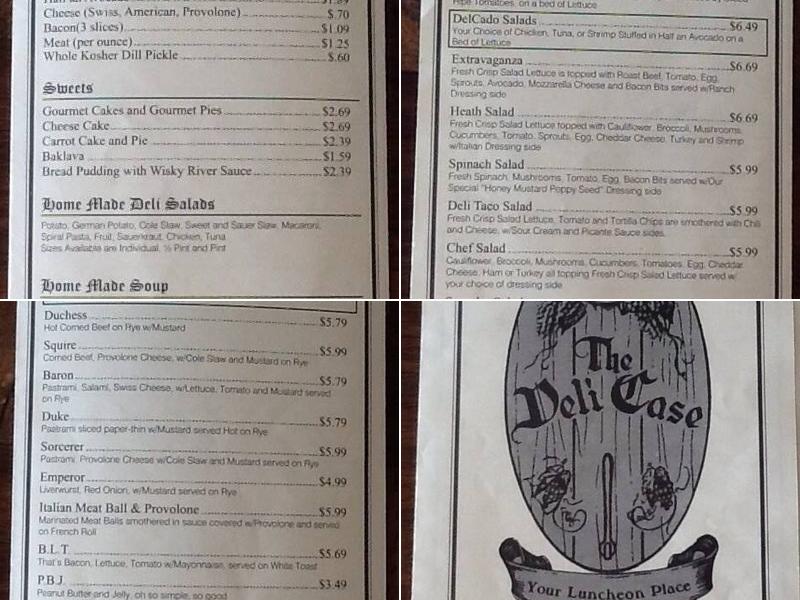 Cheese (Swiss, American, Provolone) $.70
Bacon(3 slices) $1.09
Meat (per ounce) $1.25
Whole Kosher Dill Pickle $.60
Sweets
Gourmet Cakes and Gourmet Pies $2.69
Cheese Cake $2.69
Carrot Cake and Pie $2.39
Baklava $1.59
Bread Pudding with Wisky River Sauce $2.39
Home Made Deli Salads
Potato, German Potato, Cole Slaw, Sweet and Sauer Slaw, Macaroni,
Spiral Pasta, Fruit, Sauerkraut, Chicken, Tuna
Sizes Available are Individual, ½ Pint and Pint
Home Made Soup
Ripe Tomatoes, on a bed of Lettuce
DelCado Salads $6.49
Your Choice of Chicken, Tuna, or Shrimp Stuffed in Half an Avocado on a
Bed of Lettuce
Extravaganza $6.69
Fresh Crisp Salad Lettuce is topped with Roast Beef, Tomato, Egg,
Sprouts, Avocado, Mozzarella Cheese and Bacon Bits served w/Ranch
Dressing side
Heath Salad $6.69
Fresh Crisp Salad Lettuce topped with Cauliflower, Broccoli, Mushrooms,
Cucumbers, Tomato, Sprouts, Egg, Cheddar Cheese, Turkey and Shrimp
w/Italian Dressing side
Spinach Salad $5.99
Fresh Spinach, Mushrooms, Tomato, Egg, Bacon Bits served w/Our
Special "Honey Mustard Poppy Seed" Dressing side
Deli Taco Salad $5.99
Fresh Crisp Salad Lettuce, Tomato and Tortilla Chips are smothered with Chili
and Cheese, w/Sour Cream and Picante Sauce sides.
Chef Salad $5.99
Cauliflower, Broccoli, Mushrooms, Cucumbers, Tomatoes, Egg, Cheddar
Cheese, Ham or Turkey all topping Fresh Crisp Salad Lettuce served w/
your choice of dressing side
Duchess $5.79
Hot Corned Beef on Rye w/Mustard
Squire $5.99
Corned Beef, Provolone Cheese, w/Cole Slaw and Mustard on Rye
Baron $5.79
Pastrami, Salami, Swiss Cheese, w/Lettuce, Tomato and Mustard served
on Rye
Duke $5.79
Pastrami sliced paper-thin w/Mustard served Hot on Rye
Sorcerer $5.99
Pastrami, Provolone Cheese w/Cole Slaw and Mustard served on Rye
Emperor $4.99
Liverwurst, Red Onion, w/Mustard served on Rye
Italian Meat Ball & Provolone $5.99
Marinated Meat Balls smothered in sauce covered w/Provolone and served
on French Roll
B.L.T. $5.69
That's Bacon, Lettuce, Tomato w/Mayonnaise, served on White Toast
P.B.J. $3.49
Peanut Butter and Jelly, oh so simple, so good
The
Deli Case
Your Luncheon Place